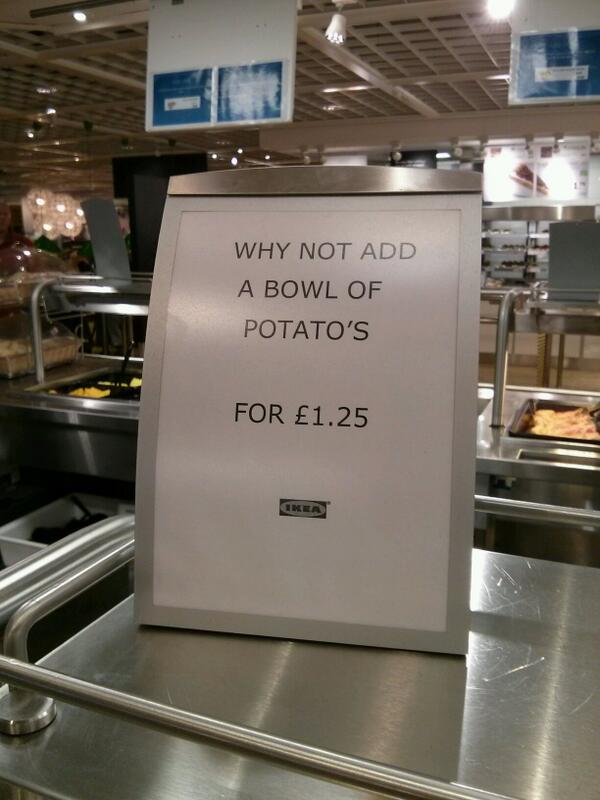 WHY NOT ADD
A BOWL OF
POTATO'S
FOR £1.25
IKEA